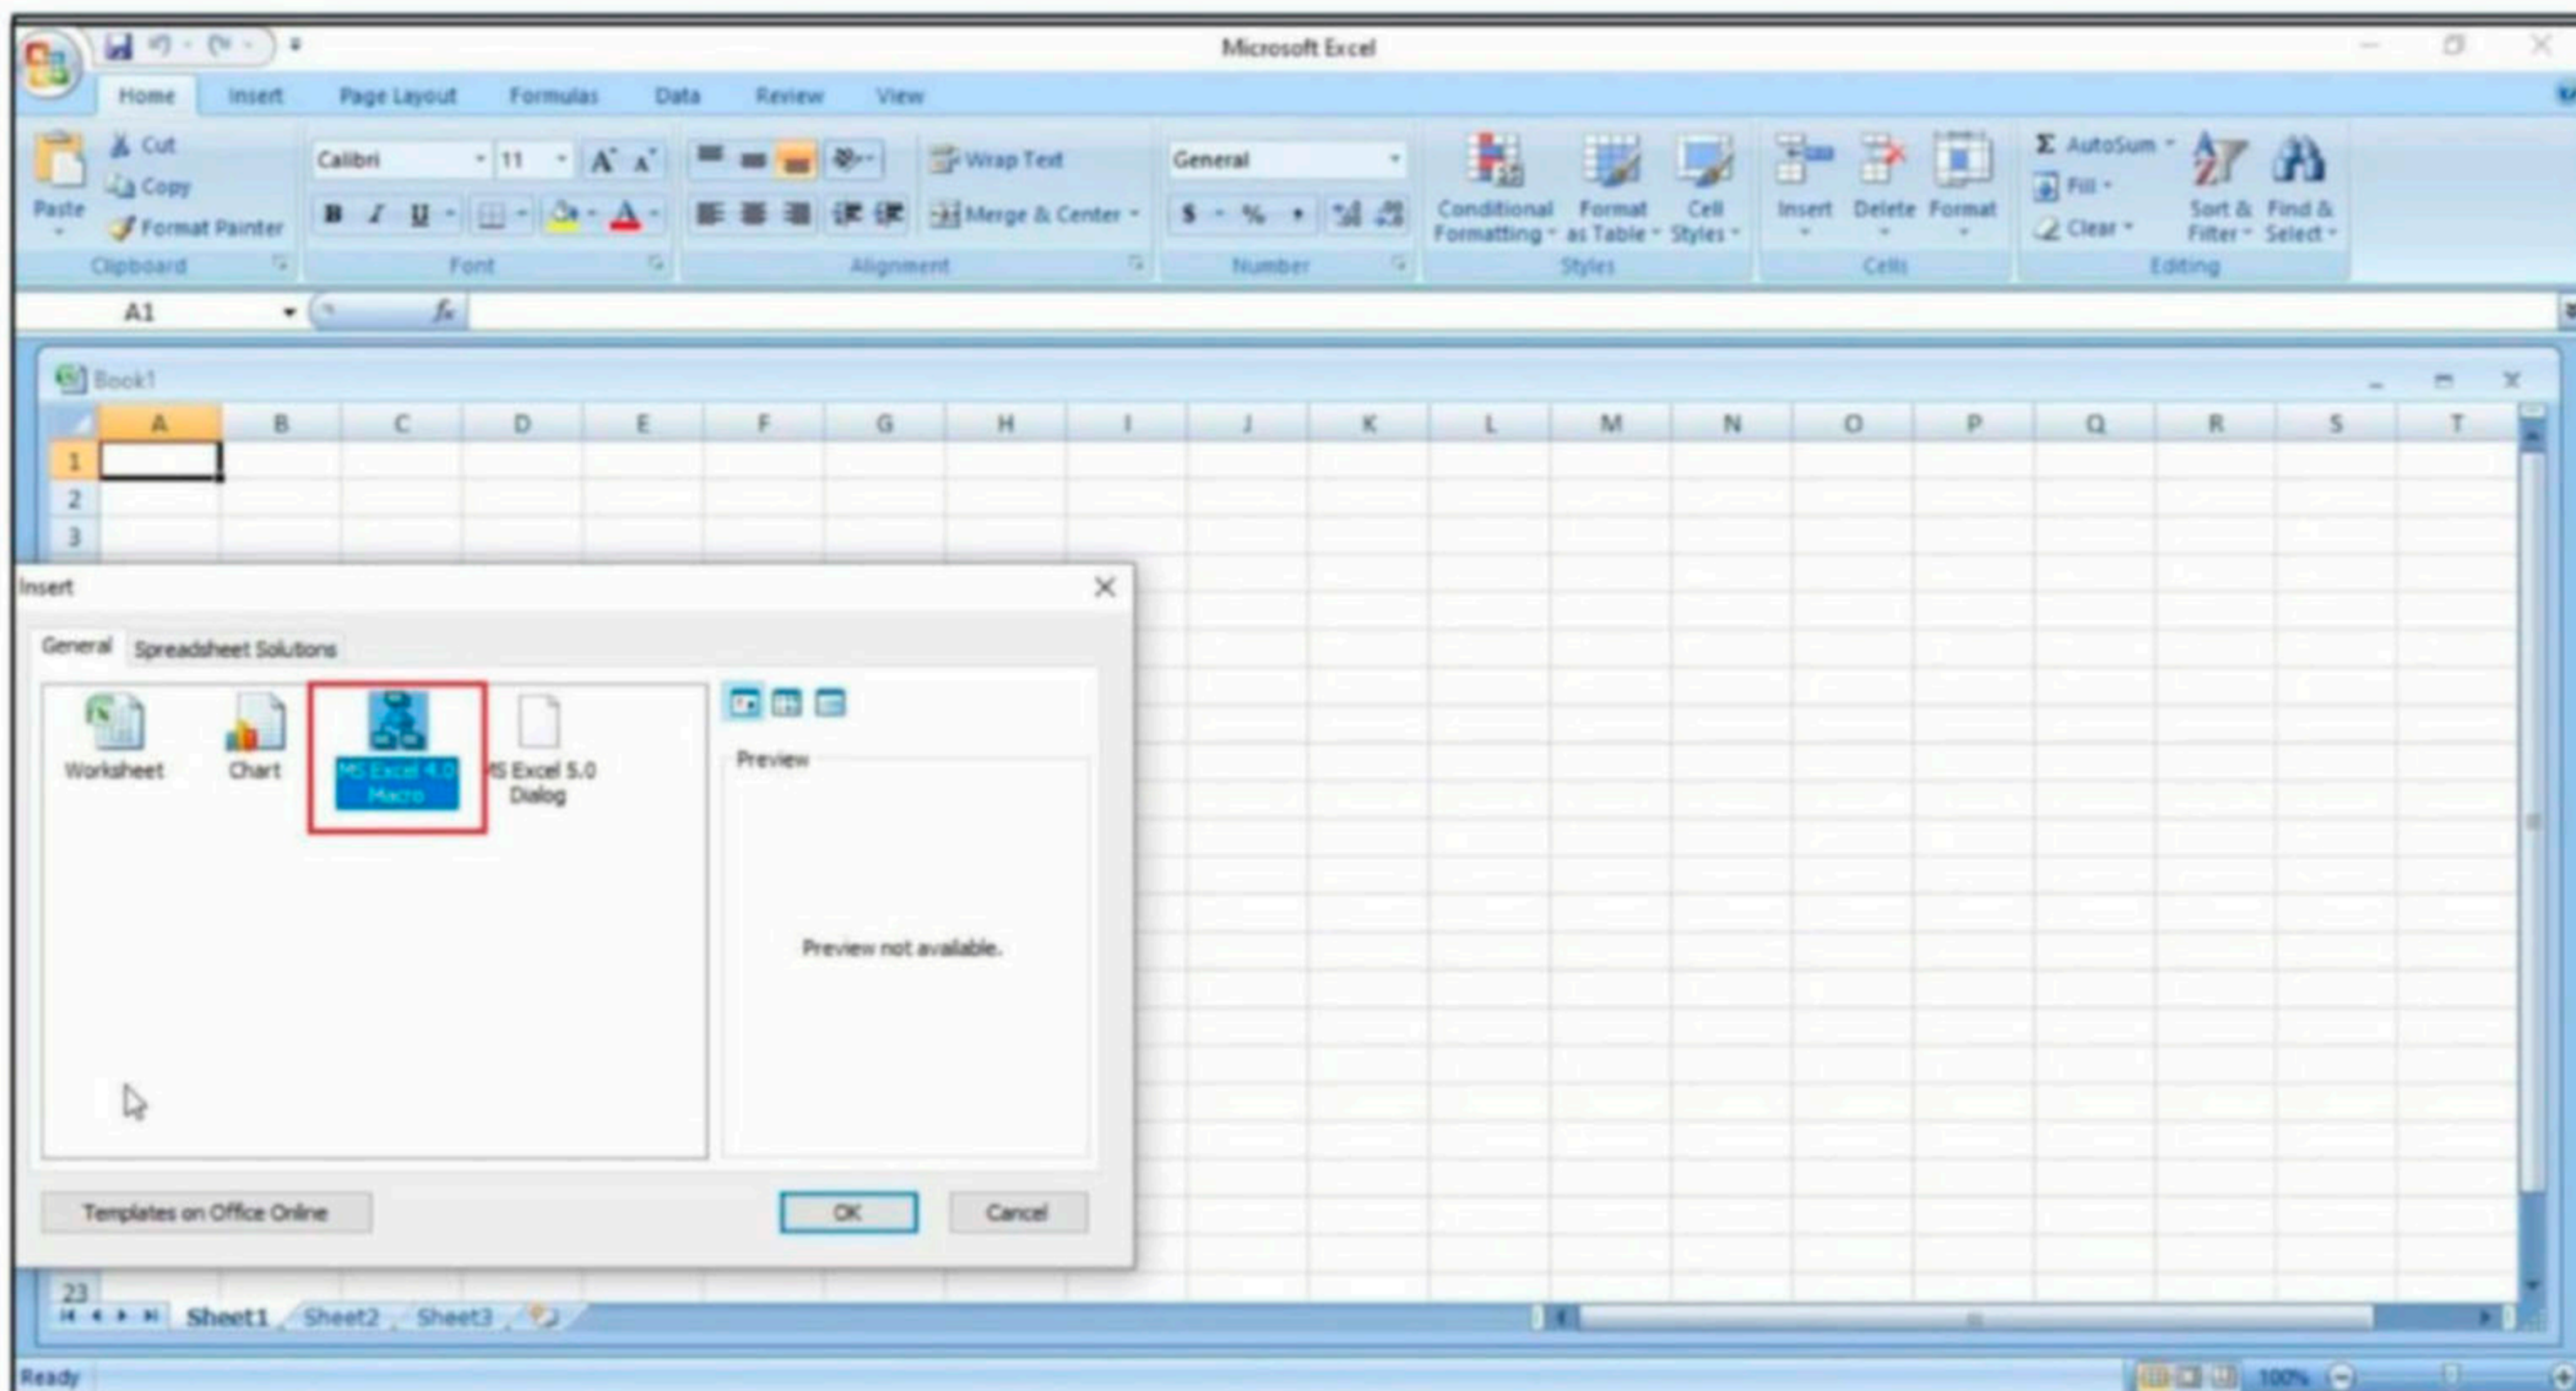 Microsoft Excel
Home Insert Page Layout Formulas Data Review View
Paste
Cut
Copy
Format Painter
Clipboard
Calibri 11 A A
B I U A
Font
Wrap Text
Merge & Center
Alignment
General
$ % ,
Number
Conditional Formatting
Format as Table
Cell Styles
Styles
Insert Delete Format
Cells
Σ AutoSum
Fill
Clear
Sort & Filter
Find & Select
Editing
A1 fx
Book1
A B C D E F G H I J K L M N O P Q R S T
1
2
3
Insert
General Spreadsheet Solutions
Worksheet
Chart
MS Excel 4.0
Macro
MS Excel 5.0
Dialog
Preview
Preview not available.
Templates on Office Online
OK Cancel
23
Sheet1 Sheet2 Sheet3
Ready 100%